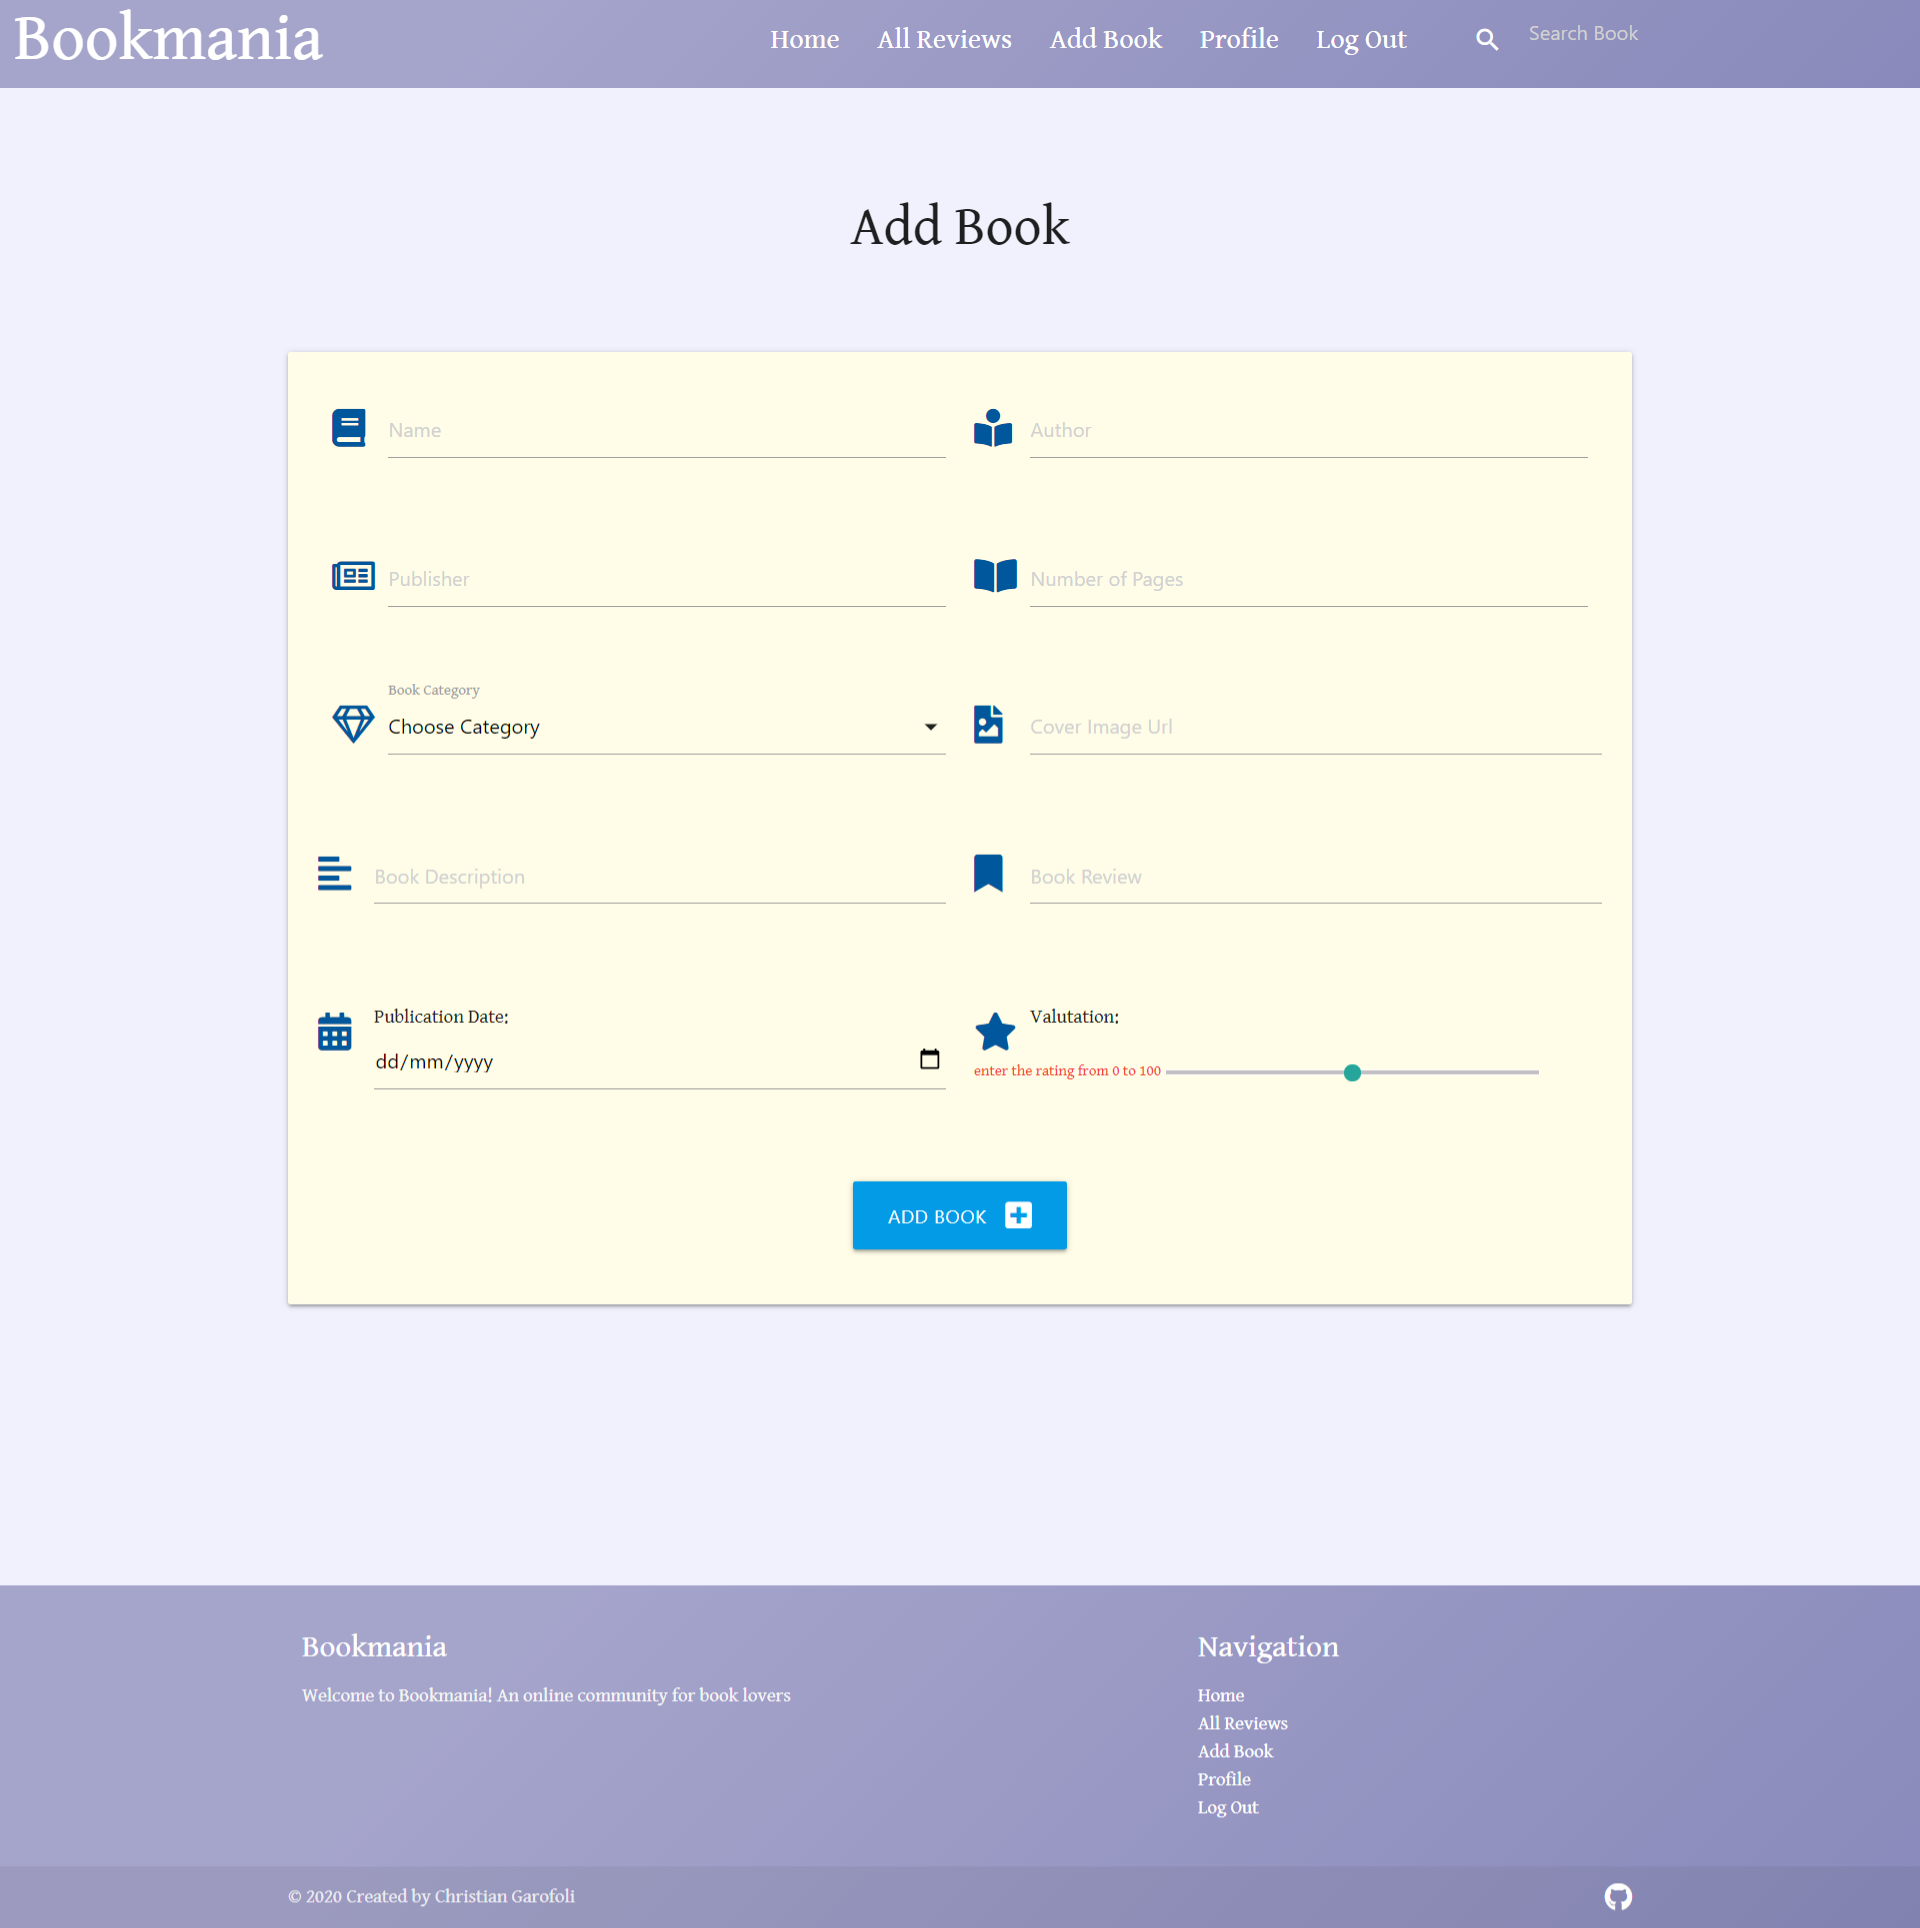 Bookmania
Home All Reviews Add Book Profile Log Out Search Book
Add Book
Name
Author
Publisher
Number of Pages
Book Category
Choose Category
Cover Image Url
Book Description
Book Review
Publication Date:
dd/mm/yyyy
Valutation:
enter the rating from 0 to 100
ADD BOOK
Bookmania
Welcome to Bookmania! An online community for book lovers
Navigation
Home
All Reviews
Add Book
Profile
Log Out
© 2020 Created by Christian Garofoli